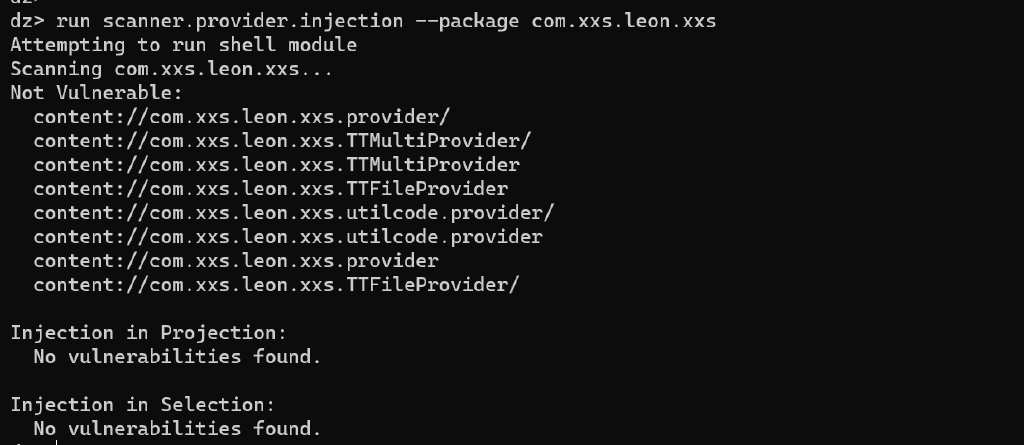 dz> run scanner.provider.injection --package com.xxs.leon.xxs
Attempting to run shell module
Scanning com.xxs.leon.xxs...
Not Vulnerable:
  content://com.xxs.leon.xxs.provider/
  content://com.xxs.leon.xxs.TTMultiProvider/
  content://com.xxs.leon.xxs.TTMultiProvider
  content://com.xxs.leon.xxs.TTFileProvider
  content://com.xxs.leon.xxs.utilcode.provider/
  content://com.xxs.leon.xxs.utilcode.provider
  content://com.xxs.leon.xxs.provider
  content://com.xxs.leon.xxs.TTFileProvider/

Injection in Projection:
  No vulnerabilities found.

Injection in Selection:
  No vulnerabilities found.